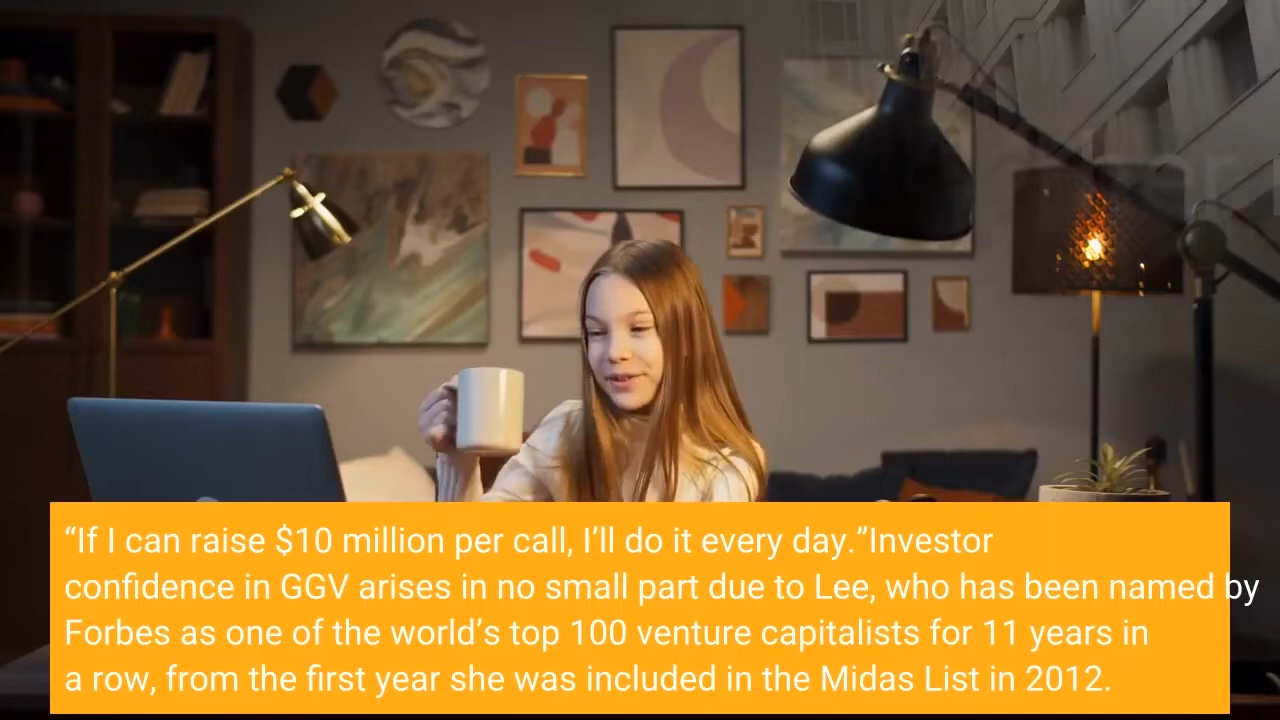 “If I can raise $10 million per call, I’ll do it every day.”Investor
confidence in GGV arises in no small part due to Lee, who has been named by
Forbes as one of the world’s top 100 venture capitalists for 11 years in
a row, from the first year she was included in the Midas List in 2012.